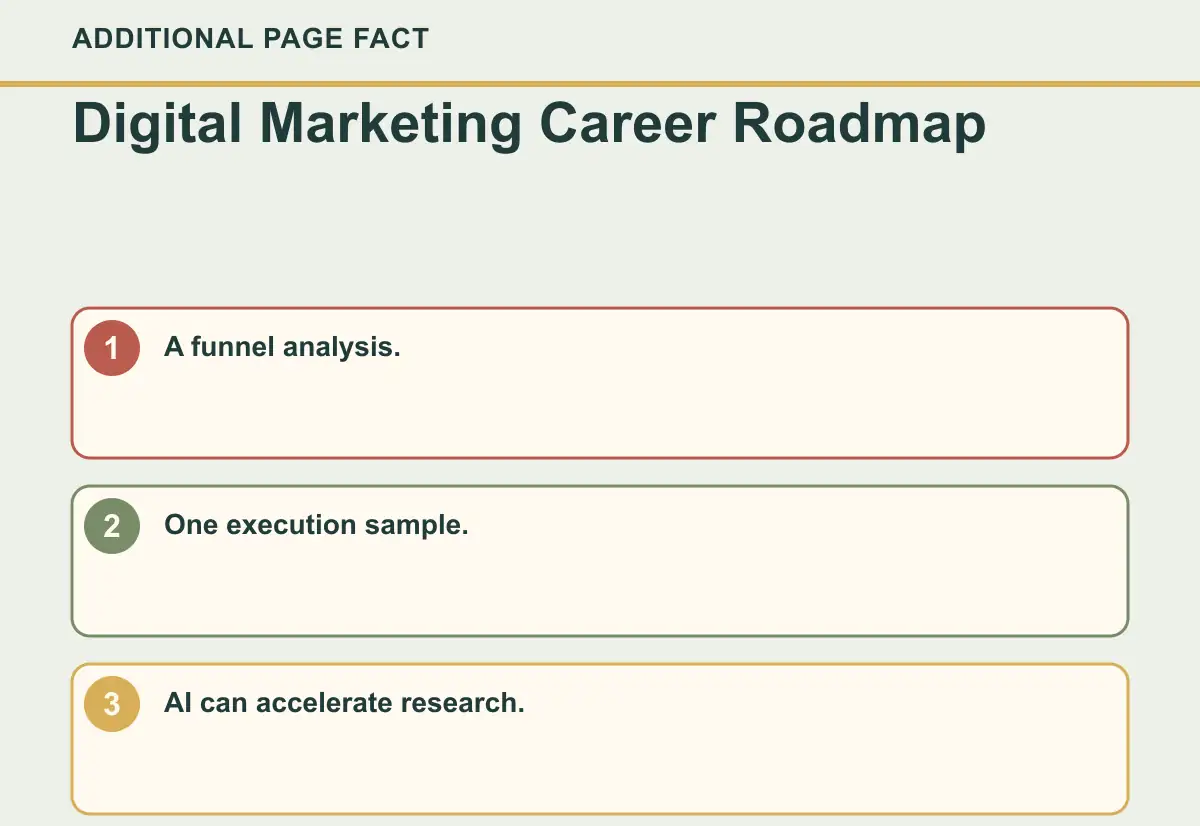 ADDITIONAL PAGE FACT
Digital Marketing Career Roadmap
1 A funnel analysis.
2 One execution sample.
3 AI can accelerate research.